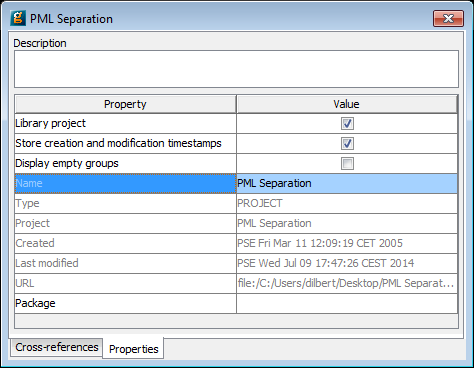 PML Separation
Description
Property Value
Library project
Store creation and modification timestamps
Display empty groups
Name PML Separation
Type PROJECT
Project PML Separation
Created PSE Fri Mar 11 12:09:19 CET 2005
Last modified PSE Wed Jul 09 17:47:26 CEST 2014
URL file:/C:/Users/dilbert/Desktop/PML Separat...
Package
Cross-references Properties